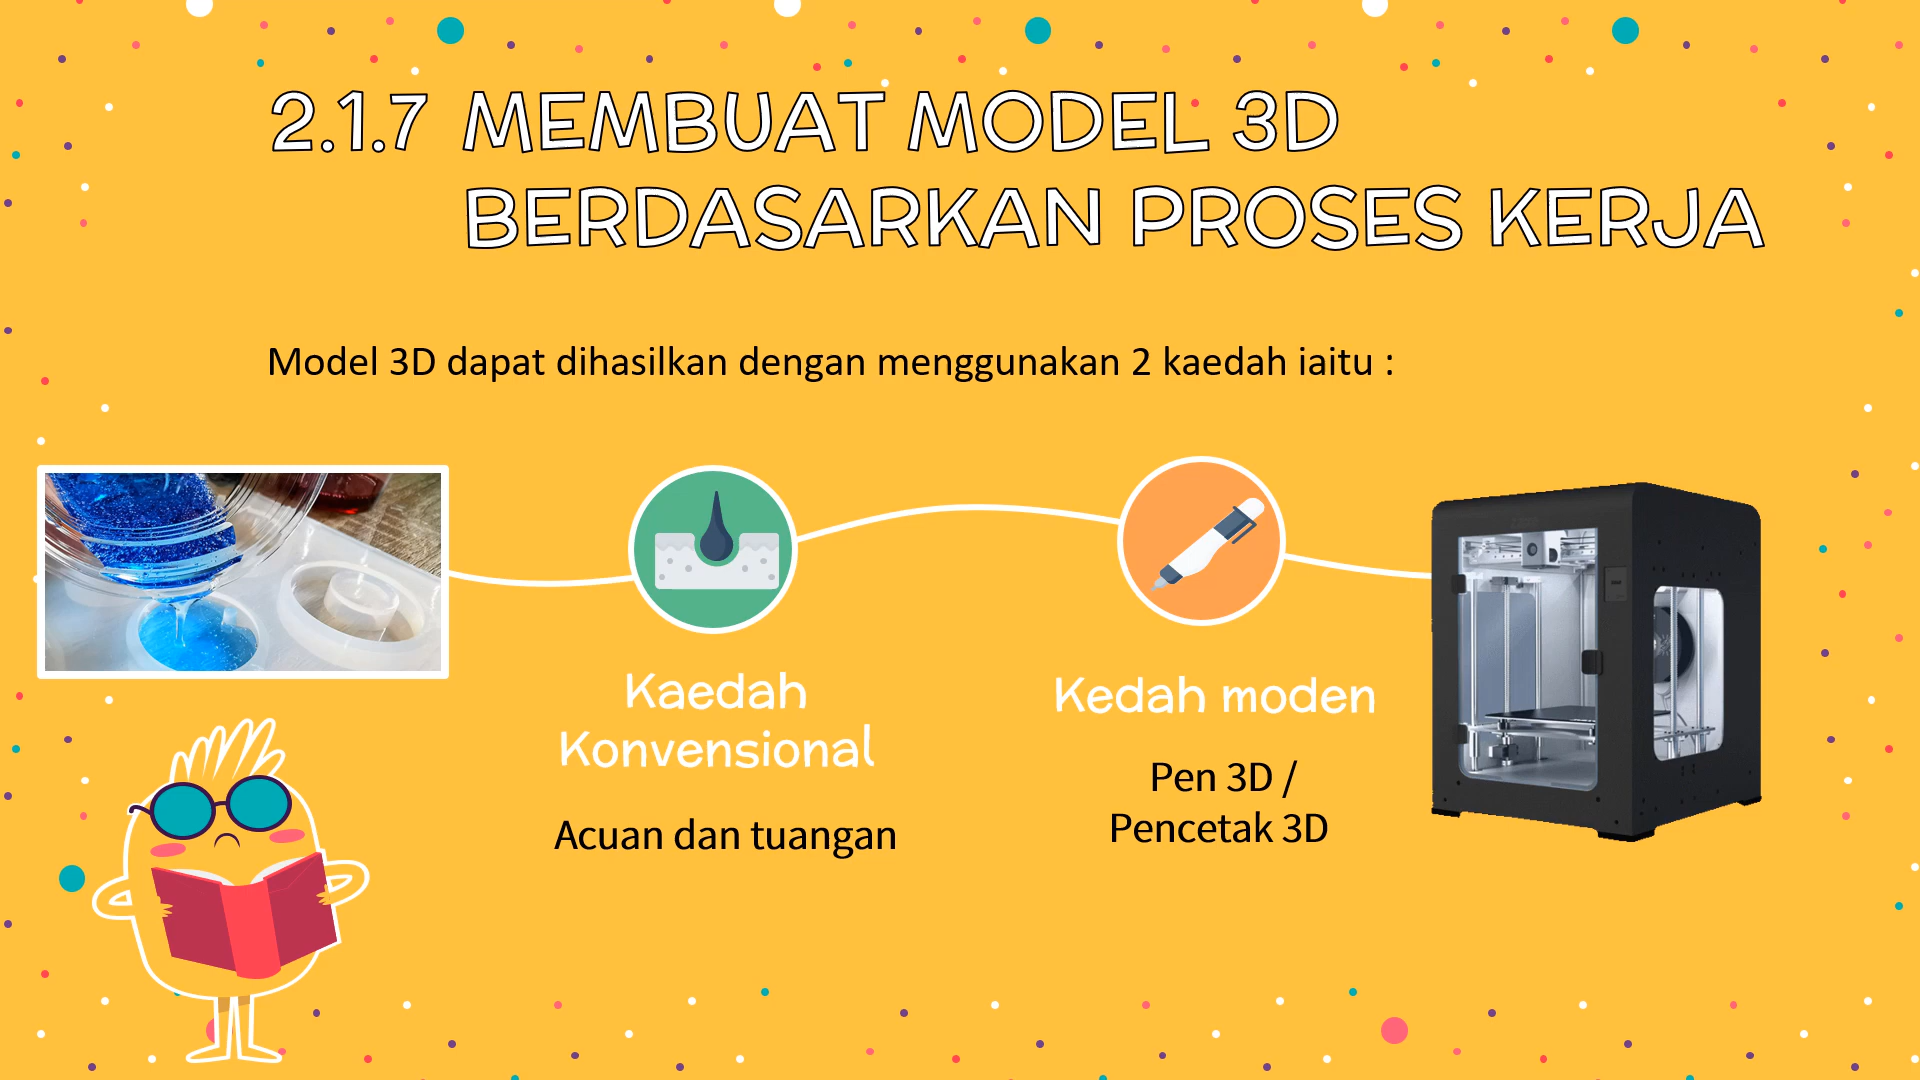 2.1.7 MEMBUAT MODEL 3D
BERDASARKAN PROSES KERJA
Model 3D dapat dihasilkan dengan menggunakan 2 kaedah iaitu :
Kaedah
Konvensional
Acuan dan tuangan
Kedah moden
Pen 3D /
Pencetak 3D